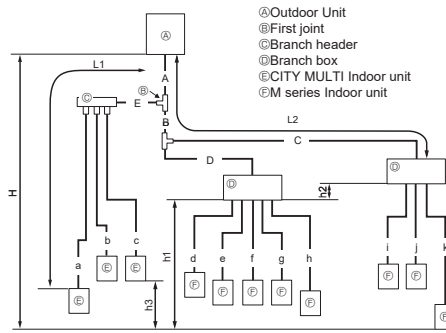 ⒶOutdoor Unit
ⒷFirst joint
ⒸBranch header
ⒹBranch box
ⒺCITY MULTI Indoor unit
ⒻM series Indoor unit
Ⓐ
L1
A
Ⓑ
Ⓒ
E
B
L2
C
D
Ⓓ
Ⓓ
h2
H
a
b
c
d
e
f
g
h
i
j
k
h1
h3
Ⓔ
Ⓔ
Ⓔ
Ⓕ
Ⓕ
Ⓕ
Ⓕ
Ⓕ
Ⓕ
Ⓕ
Ⓕ